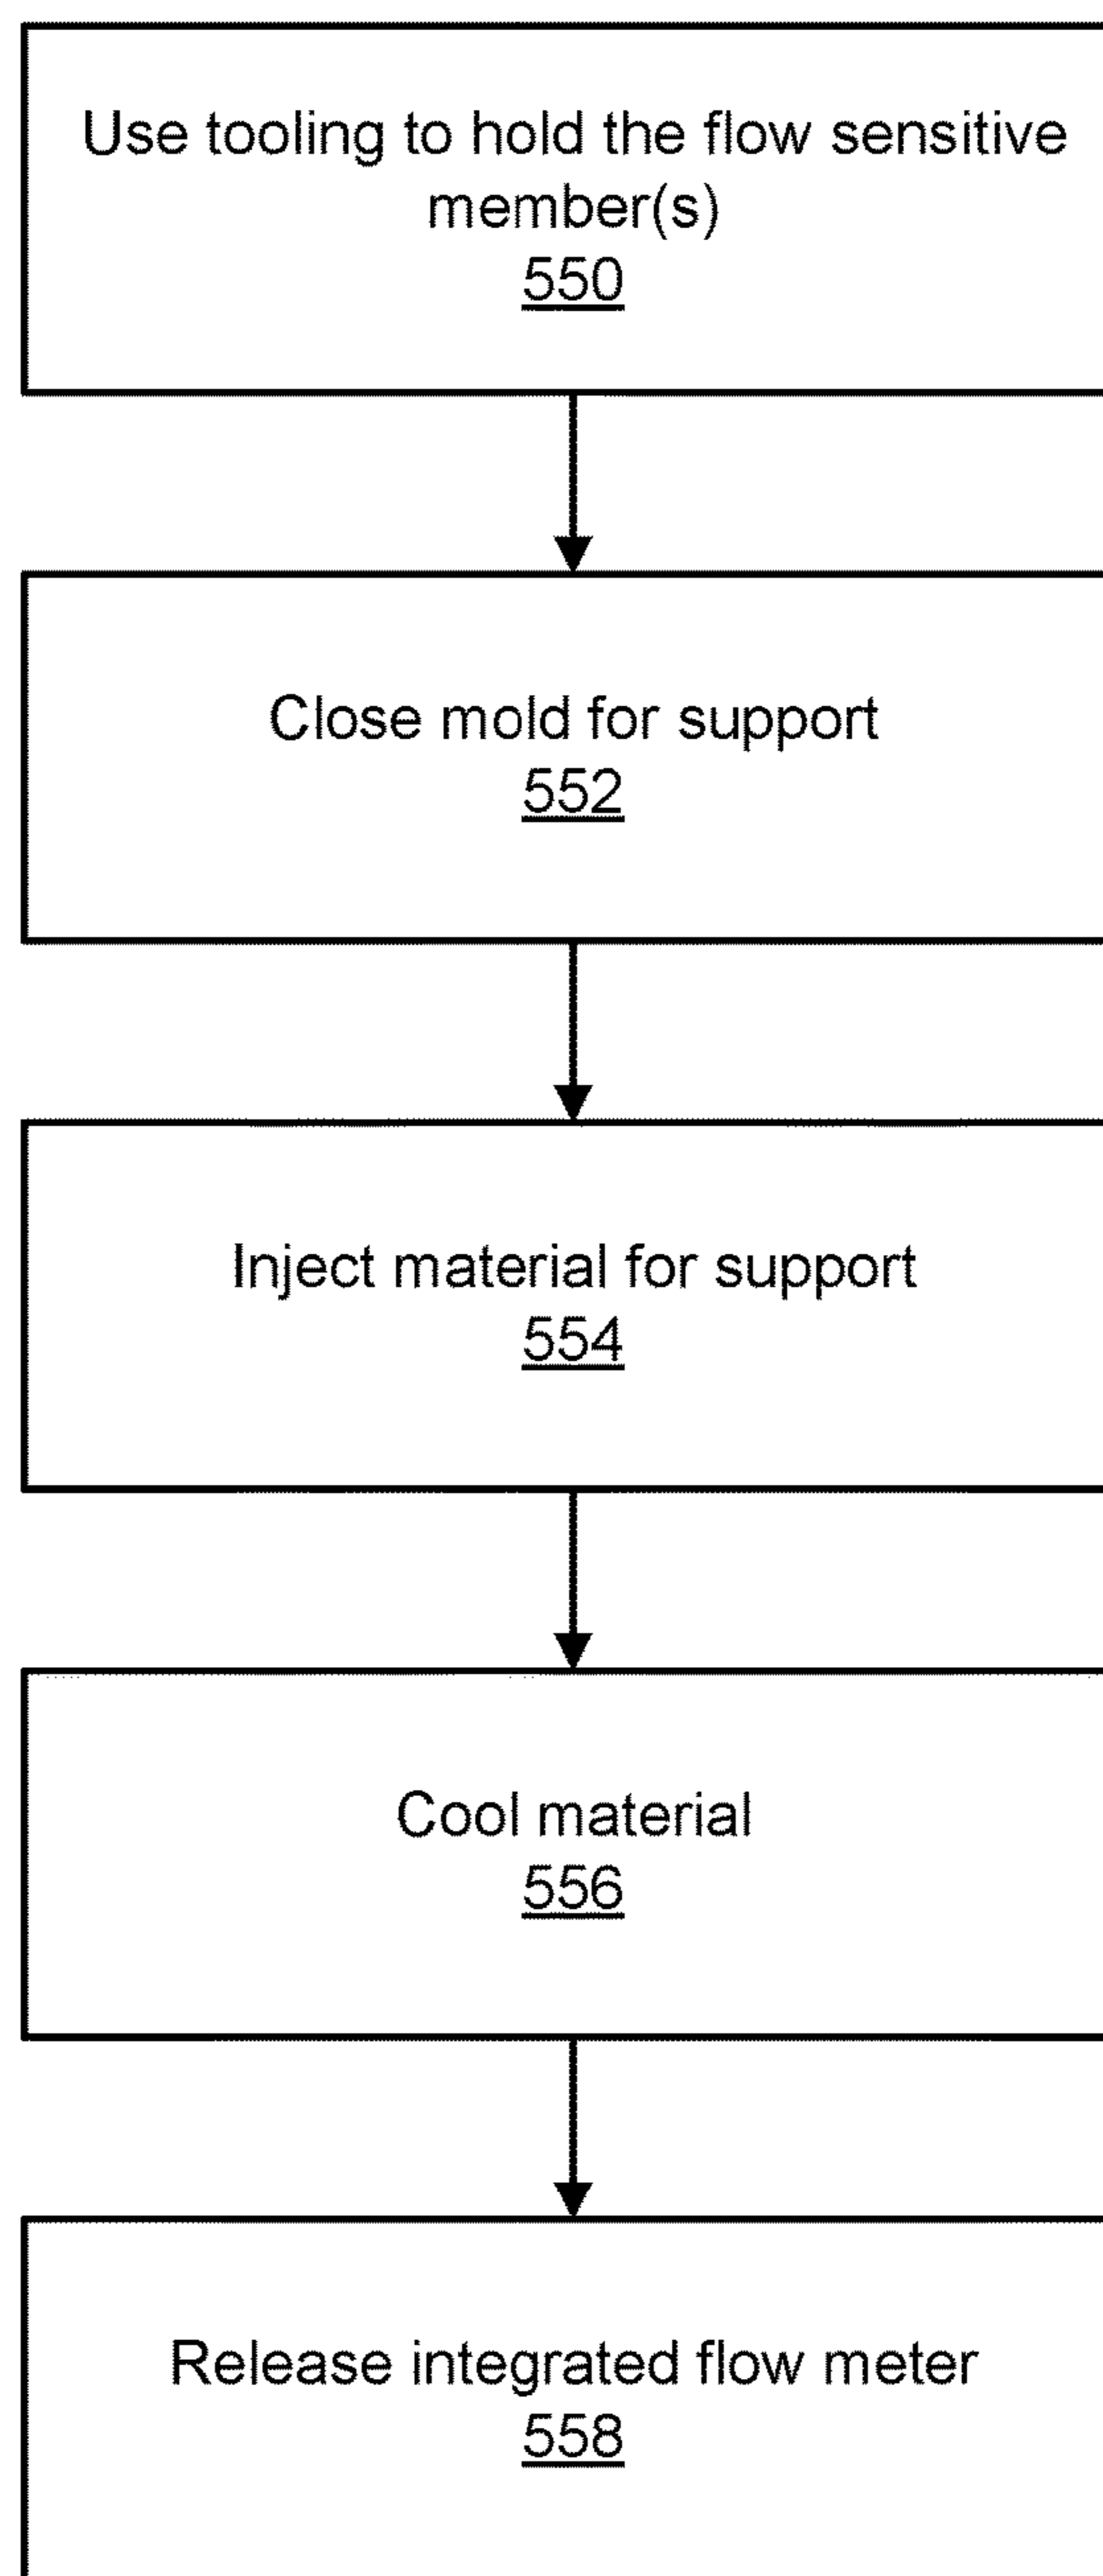 Use tooling to hold the flow sensitive
member(s)
550
Close mold for support
552
Inject material for support
554
Cool material
556
Release integrated flow meter
558